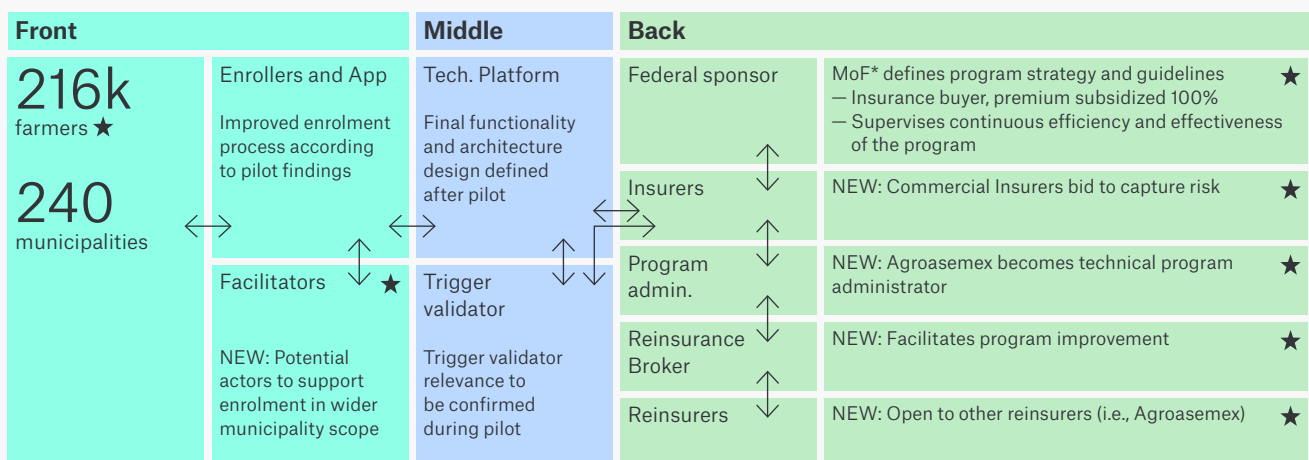 Front
Middle
Back
216k
farmers ★
240
municipalities
Enrollers and App
Improved enrolment
process according
to pilot findings
Facilitators ★
NEW: Potential
actors to support
enrolment in wider
municipality scope
Tech. Platform
Final functionality
and architecture
design defined
after pilot
Trigger
validator
Trigger validator
relevance to
be confirmed
during pilot
Federal sponsor
MoF* defines program strategy and guidelines ★
— Insurance buyer, premium subsidized 100%
— Supervises continuous efficiency and effectiveness
of the program
Insurers
NEW: Commercial Insurers bid to capture risk ★
Program
admin.
NEW: Agroasemex becomes technical program ★
administrator
Reinsurance
Broker
NEW: Facilitates program improvement ★
Reinsurers
NEW: Open to other reinsurers (i.e., Agroasemex) ★